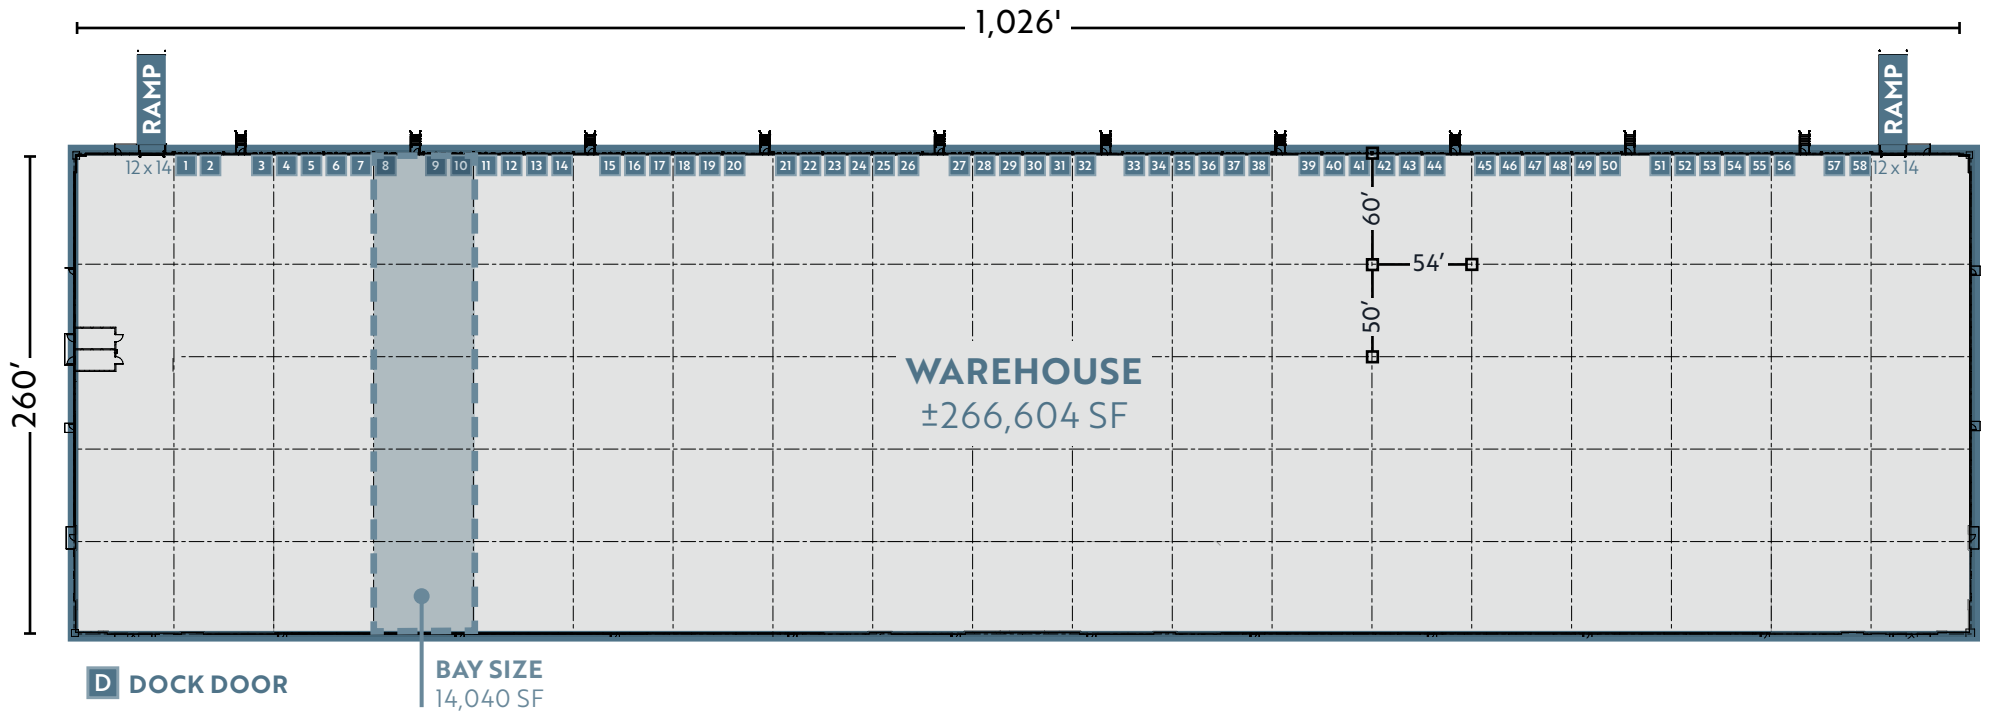 1,026'
RAMP
RAMP
12 x 14 1 2 3 4 5 6 7 8 9 10 11 12 13 14 15 16 17 18 19 20 21 22 23 24 25 26 27 28 29 30 31 32 33 34 35 36 37 38 39 40 41 42 43 44 45 46 47 48 49 50 51 52 53 54 55 56 57 58 12 x 14
60′
54′
50′
260′
WAREHOUSE
±266,604 SF
D DOCK DOOR
BAY SIZE
14,040 SF